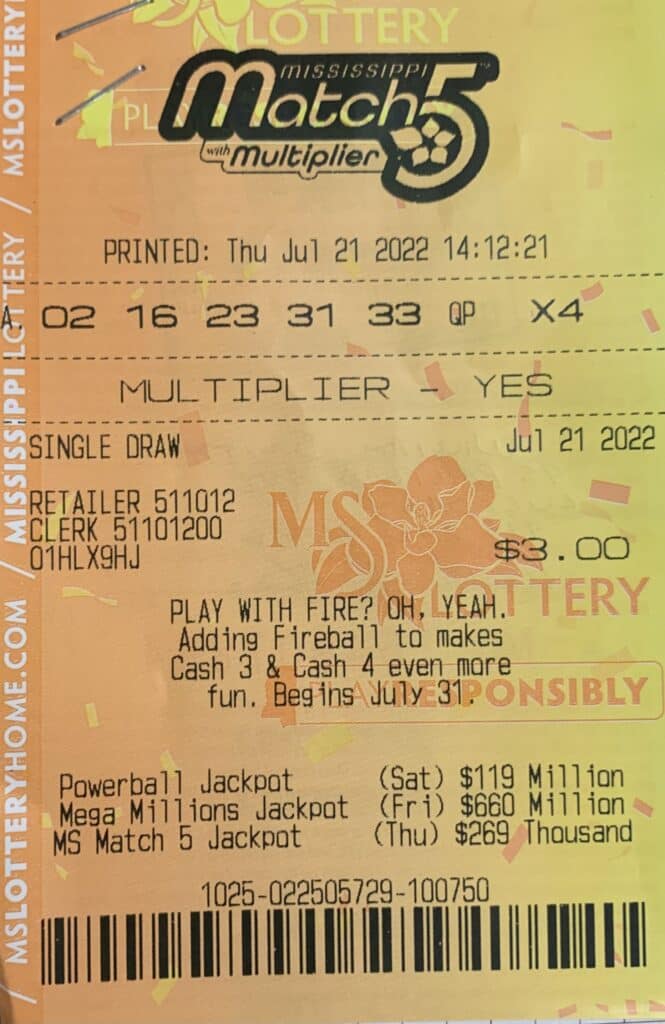 LOTTERY
MISSISSIPPI
Match 5
with Multiplier
PRINTED: Thu Jul 21 2022 14:12:21
A. 02 16 23 31 33 QP X4
MULTIPLIER - YES
SINGLE DRAW Jul 21 2022
RETAILER 511012
CLERK 51101200
01HLX9HJ $3.00
MS
LOTTERY
PLAY WITH FIRE? OH, YEAH.
Adding Fireball to makes
Cash 3 & Cash 4 even more
fun. Begins July 31.
PLAY RESPONSIBLY
Powerball Jackpot (Sat) $119 Million
Mega Millions Jackpot (Fri) $660 Million
MS Match 5 Jackpot (Thu) $269 Thousand
1025-022505729-100750
/ MSLOTTERYHOME.COM / MISSISSIPPI LOTTERY / MSLOTTERY